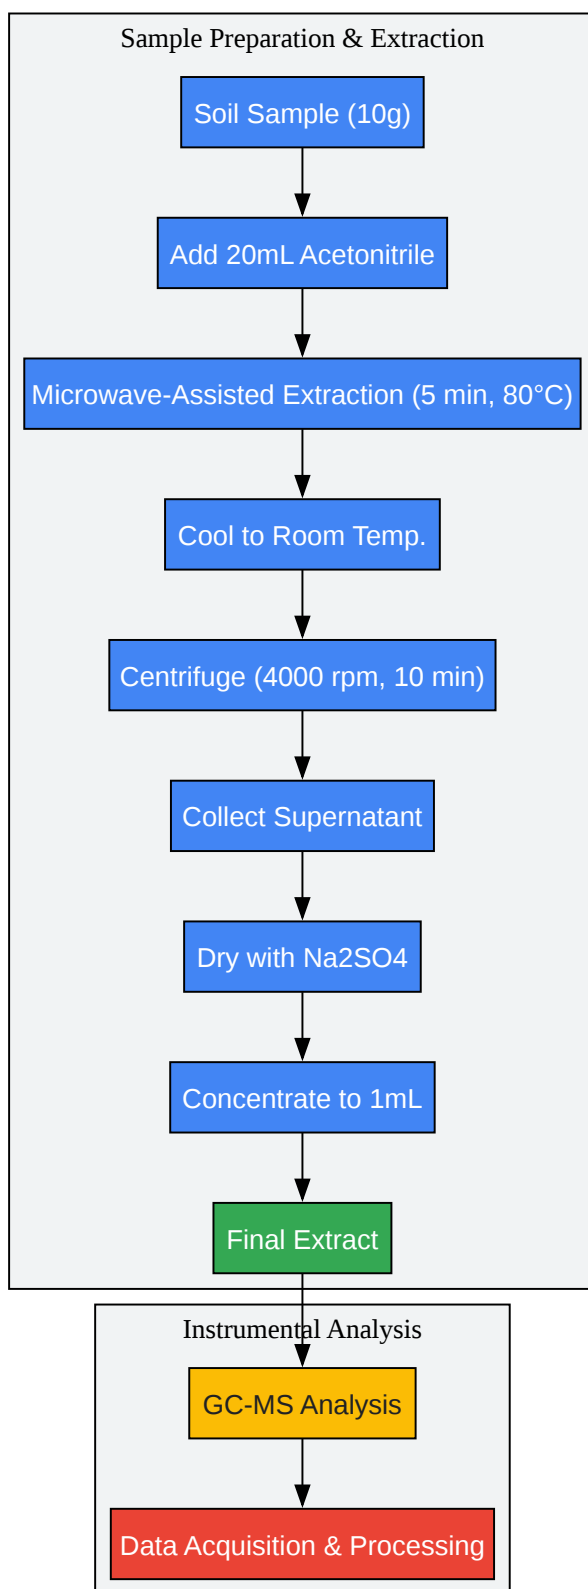 Sample Preparation & Extraction
Soil Sample (10g)
Add 20mL Acetonitrile
Microwave-Assisted Extraction (5 min, 80°C)
Cool to Room Temp.
Centrifuge (4000 rpm, 10 min)
Collect Supernatant
Dry with Na2SO4
Concentrate to 1mL
Final Extract
Instrumental Analysis
GC-MS Analysis
Data Acquisition & Processing